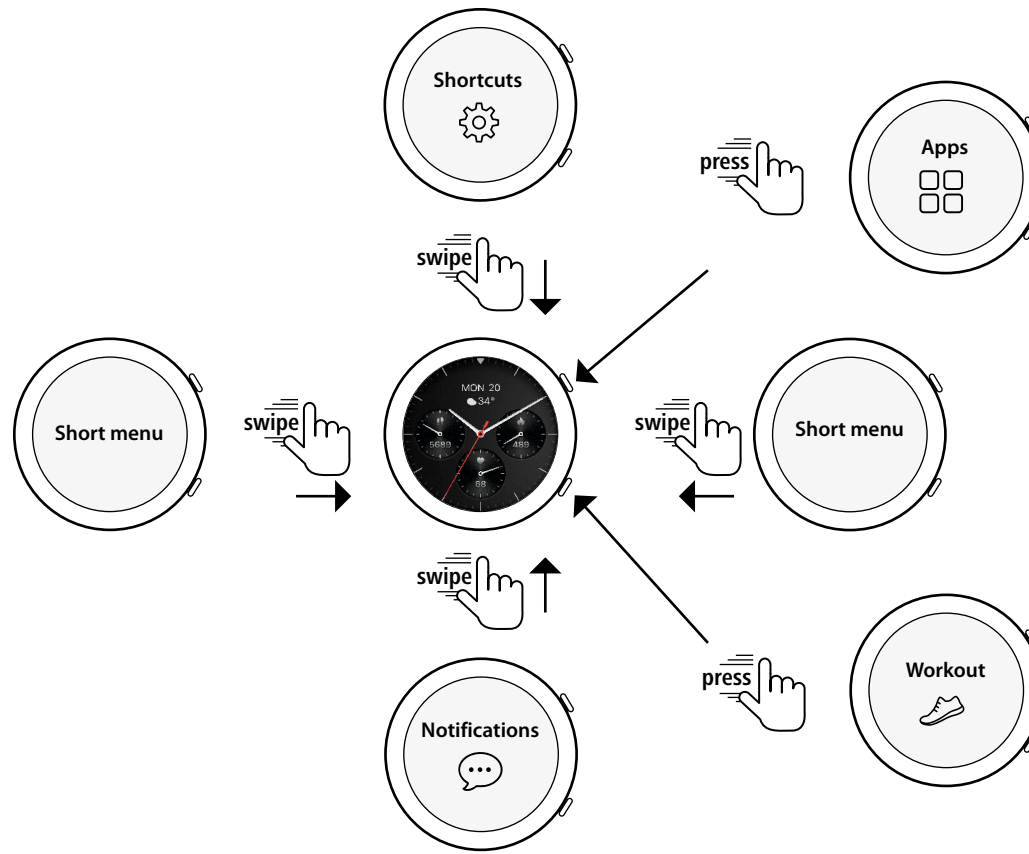 Shortcuts
press
Apps
swipe
MON 20
34°
Short menu
swipe
5689
489
68
swipe
Short menu
swipe
press
Workout
Notifications